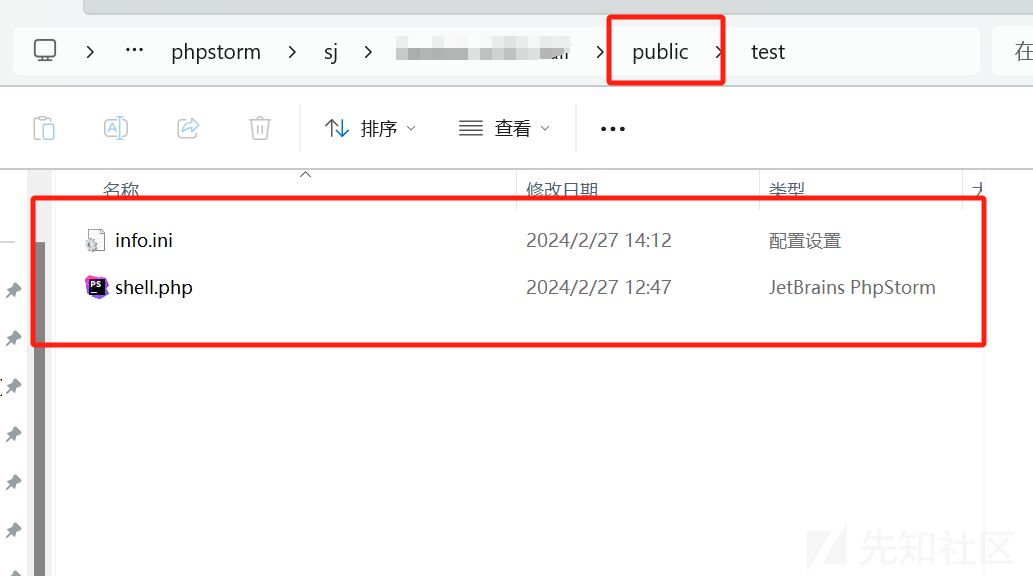 phpstorm sj public test 在
排序 查看
名称 修改日期 类型
info.ini 2024/2/27 14:12 配置设置
shell.php 2024/2/27 12:47 JetBrains PhpStorm
先知社区